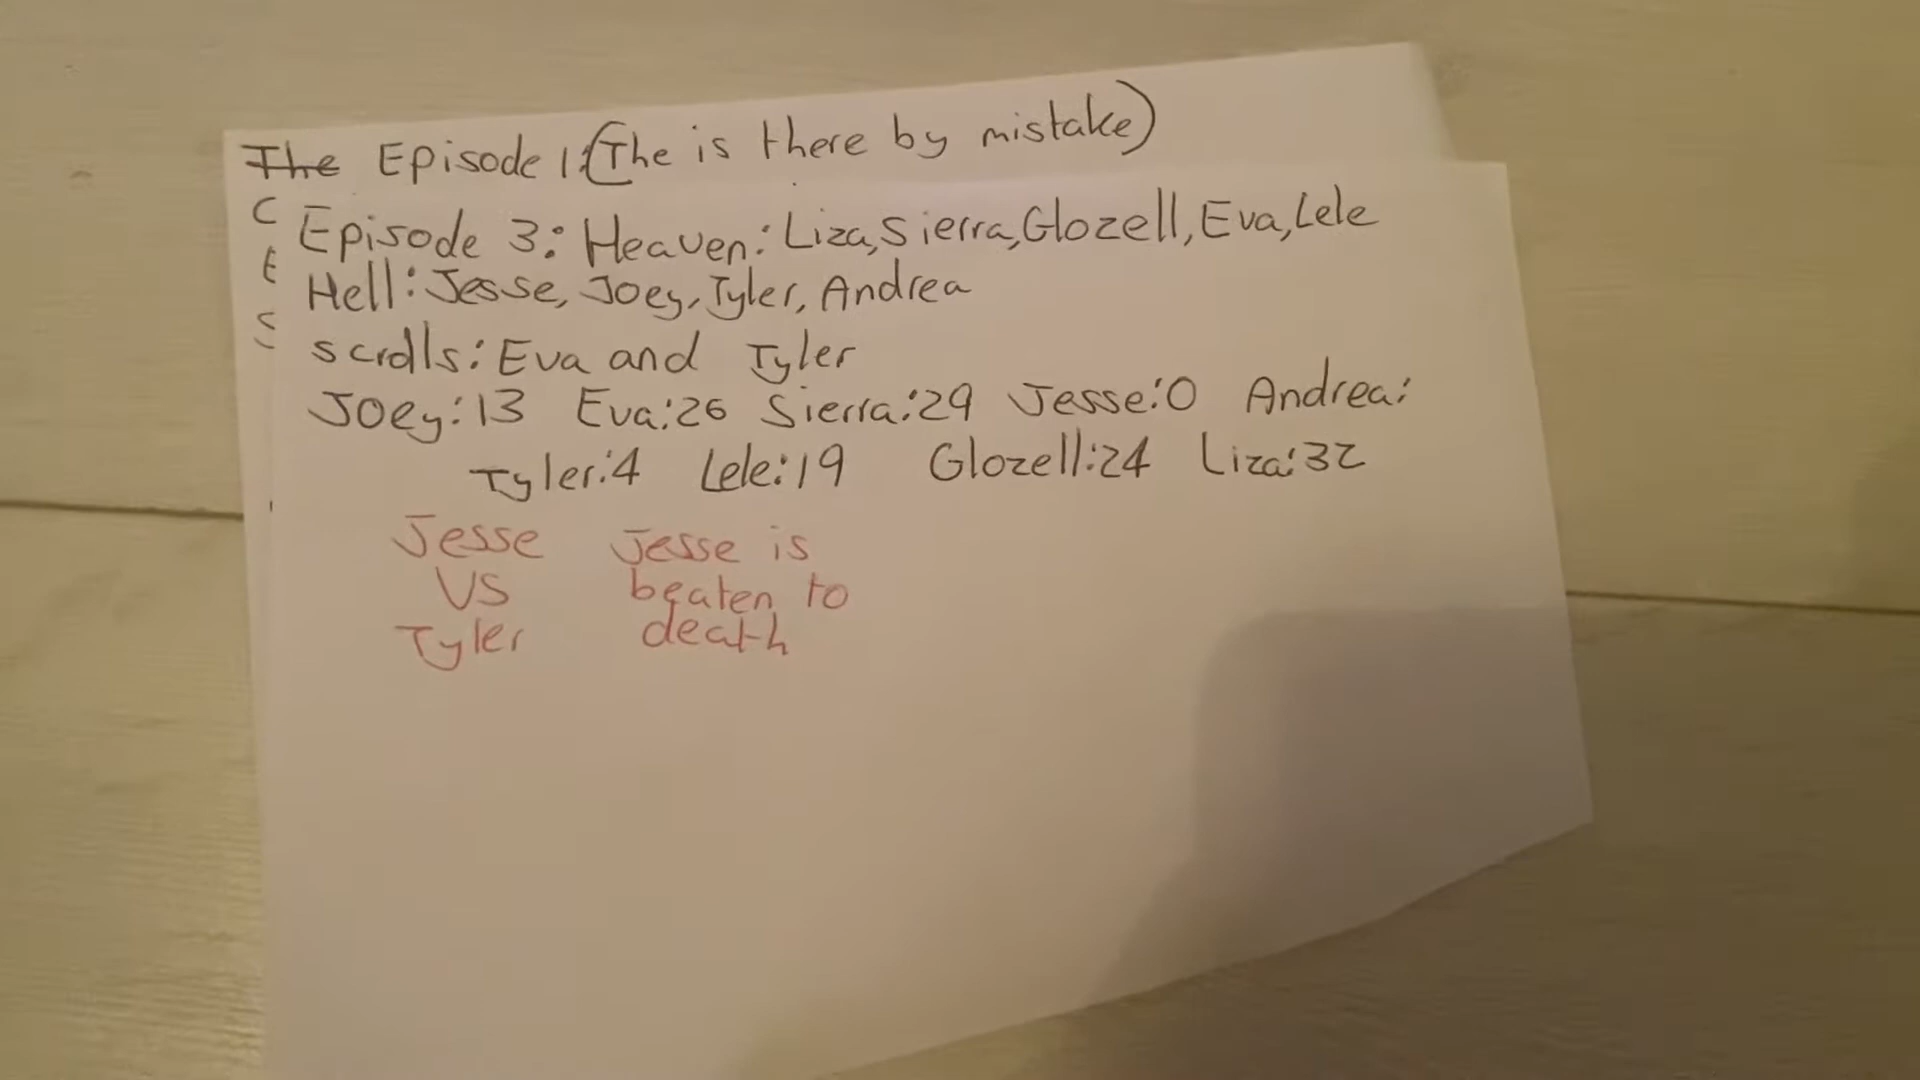 The Episode 1:(The is there by mistake)
C
E
S
Episode 3: Heaven: Liza, Sierra, Glozell, Eva, Lele
Hell: Jesse, Joey, Tyler, Andrea
scrolls: Eva and Tyler
Joey:13 Eva:26 Sierra:29 Jesse:0 Andrea:
Tyler:4 Lele:19 Glozell:24 Liza:32
Jesse
VS
Tyler
Jesse is
beaten to
death